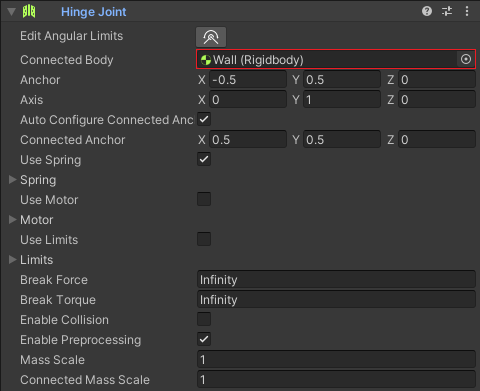 Hinge Joint
Edit Angular Limits
Connected Body Wall (Rigidbody)
Anchor X -0.5 Y 0.5 Z 0
Axis X 0 Y 1 Z 0
Auto Configure Connected Anc
Connected Anchor X 0.5 Y 0.5 Z 0
Use Spring
Spring
Use Motor
Motor
Use Limits
Limits
Break Force Infinity
Break Torque Infinity
Enable Collision
Enable Preprocessing
Mass Scale 1
Connected Mass Scale 1